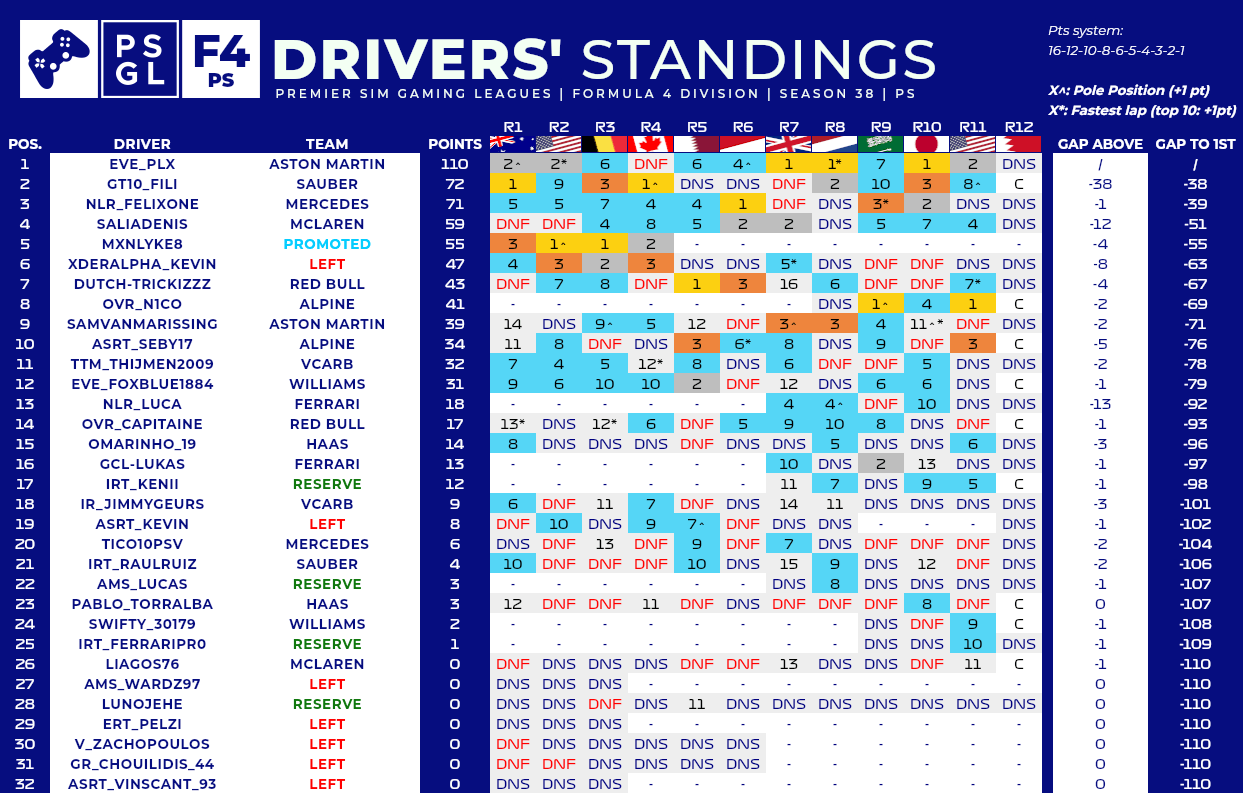 PS
GL
F4
PS
DRIVERS' STANDINGS
PREMIER SIM GAMING LEAGUES | FORMULA 4 DIVISION | SEASON 38 | PS
Pts system:
16-12-10-8-6-5-4-3-2-1
X^: Pole Position (+1 pt)
X*: Fastest lap (top 10: +1pt)
R1 R2 R3 R4 R5 R6 R7 R8 R9 R10 R11 R12
POS. DRIVER TEAM POINTS GAP ABOVE GAP TO 1ST
1 EVE_PLX ASTON MARTIN 110 2^ 2* 6 DNF 6 4^ 1 1* 7 1 2 DNS / /
2 GT10_FILI SAUBER 72 1 9 3 1^ DNS DNS DNF 2 10 3 8^ C -38 -38
3 NLR_FELIXONE MERCEDES 71 5 5 7 4 4 1 DNF DNS 3* 2 DNS DNS -1 -39
4 SALIADENIS MCLAREN 59 DNF DNF 4 8 5 2 2 DNS 5 7 4 DNS -12 -51
5 MXNLYKE8 PROMOTED 55 3 1^ 1 2 - - - - - - - - -4 -55
6 XDERALPHA_KEVIN LEFT 47 4 3 2 3 DNS DNS 5* DNS DNF DNF DNS DNS -8 -63
7 DUTCH-TRICKIZZZ RED BULL 43 DNF 7 8 DNF 1 3 16 6 DNF DNF 7* DNS -4 -67
8 OVR_N1CO ALPINE 41 - - - - - - - DNS 1^ 4 1 C -2 -69
9 SAMVANMARISSING ASTON MARTIN 39 14 DNS 9^ 5 12 DNF 3^ 3 4 11^* DNF DNS -2 -71
10 ASRT_SEBY17 ALPINE 34 11 8 DNF DNS 3 6* 8 DNS 9 DNF 3 C -5 -76
11 TTM_THIJMEN2009 VCARB 32 7 4 5 12* 8 DNS 6 DNF DNF 5 DNS DNS -2 -78
12 EVE_FOXBLUE1884 WILLIAMS 31 9 6 10 10 2 DNF 12 DNS 6 6 DNS C -1 -79
13 NLR_LUCA FERRARI 18 - - - - - - 4 4^ DNF 10 DNS DNS -13 -92
14 OVR_CAPITAINE RED BULL 17 13* DNS 12* 6 DNF 5 9 10 8 DNS DNF C -1 -93
15 OMARINHO_19 HAAS 14 8 DNS DNS DNS DNF DNS DNS 5 DNS DNS 6 DNS -3 -96
16 GCL-LUKAS FERRARI 13 - - - - - - 10 DNS 2 13 DNS DNS -1 -97
17 IRT_KENII RESERVE 12 - - - - - - 11 7 DNS 9 5 C -1 -98
18 IR_JIMMYGEURS VCARB 9 6 DNF 11 7 DNF DNS 14 11 DNS DNS DNS DNS -3 -101
19 ASRT_KEVIN LEFT 8 DNF 10 DNS 9 7^ DNF DNS DNS - - - DNS -1 -102
20 TICO10PSV MERCEDES 6 DNS DNF 13 DNF 9 DNS 7 DNS DNF DNF DNF DNS -2 -104
21 IRT_RAULRUIZ SAUBER 4 10 DNF DNF DNF 10 DNS 15 9 DNS 12 DNF DNS -2 -106
22 AMS_LUCAS RESERVE 3 - - - - - - DNS 8 DNS DNS DNS DNS -1 -107
23 PABLO_TORRALBA HAAS 3 12 DNF DNF 11 DNF DNS DNF DNF DNF 8 DNF C 0 -107
24 SWIFTY_30179 WILLIAMS 2 - - - - - - - - DNS DNF 9 C -1 -108
25 IRT_FERRARIPR0 RESERVE 1 - - - - - - - - DNS DNS 10 DNS -1 -109
26 LIAGOS76 MCLAREN 0 DNF DNS DNS DNS DNF DNF 13 DNS DNS DNS 11 C -1 -110
27 AMS_WARDZ97 LEFT 0 DNS DNS DNS - - - - - - - - - 0 -110
28 LUNOJEHE RESERVE 0 DNS DNS DNF DNS 11 DNS DNS DNS DNS DNS DNS DNS 0 -110
29 ERT_PELZI LEFT 0 DNS DNS DNS - - - - - - - - - 0 -110
30 V_ZACHOPOULOS LEFT 0 DNF DNS DNS DNS DNS DNS - - - - - - 0 -110
31 GR_CHOUILIDIS_44 LEFT 0 DNF DNF DNS DNS DNS DNS - - - - - - 0 -110
32 ASRT_VINSCANT_93 LEFT 0 DNS DNS DNS - - - - - - - - - 0 -110